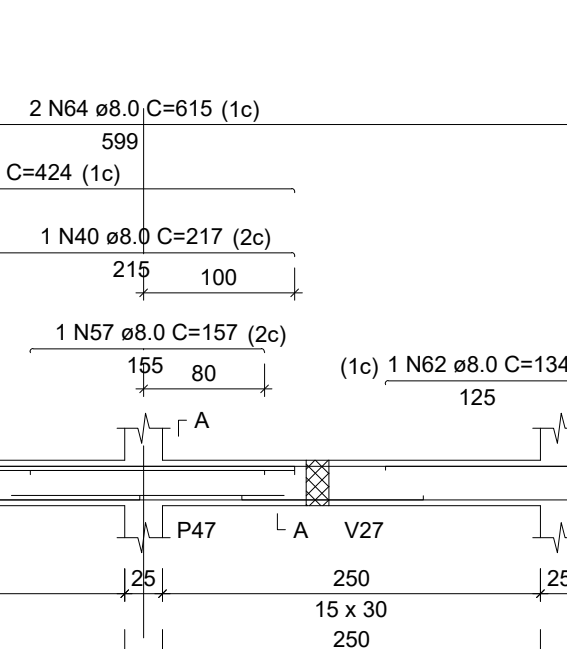 2 N64 ø8.0 C=615 (1c)
599
C=424 (1c)
1 N40 ø8.0 C=217 (2c)
215
100
1 N57 ø8.0 C=157 (2c)
155
80
(1c) 1 N62 ø8.0 C=134
125
A
P47
A
V27
25
250
25
15 x 30
250